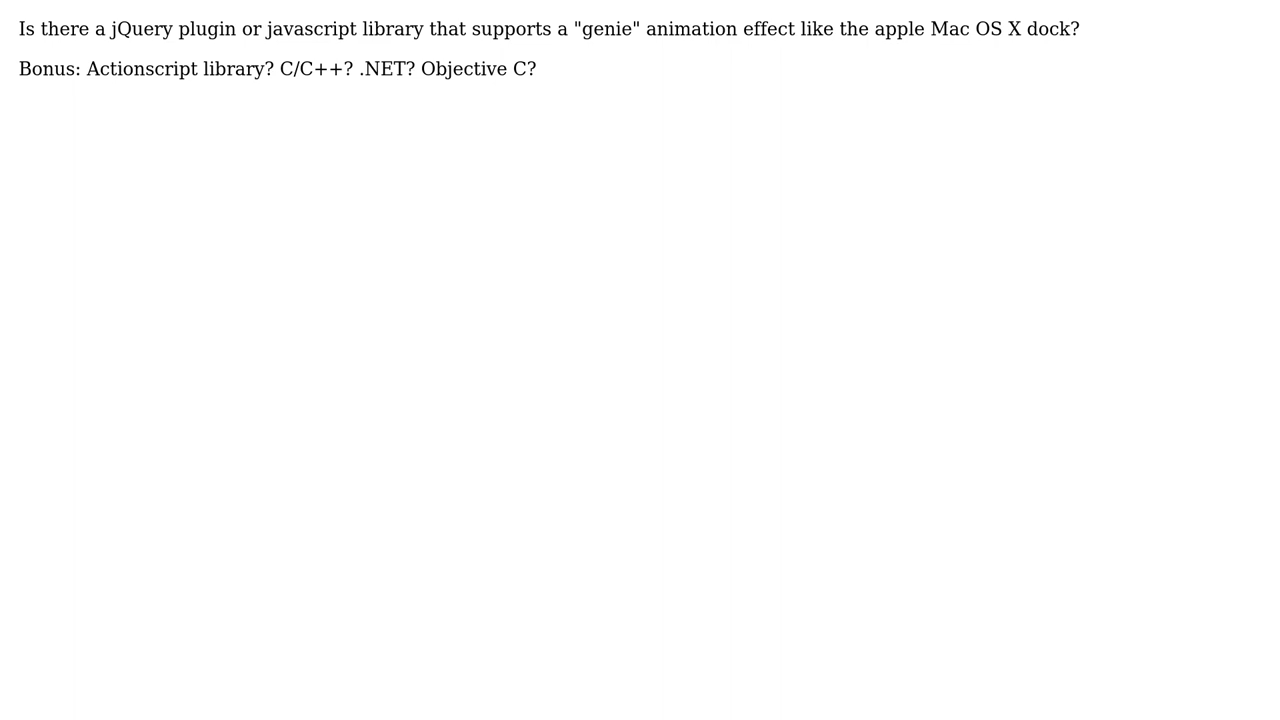 Is there a jQuery plugin or javascript library that supports a "genie" animation effect like the apple Mac OS X dock?
Bonus: Actionscript library? C/C++? .NET? Objective C?